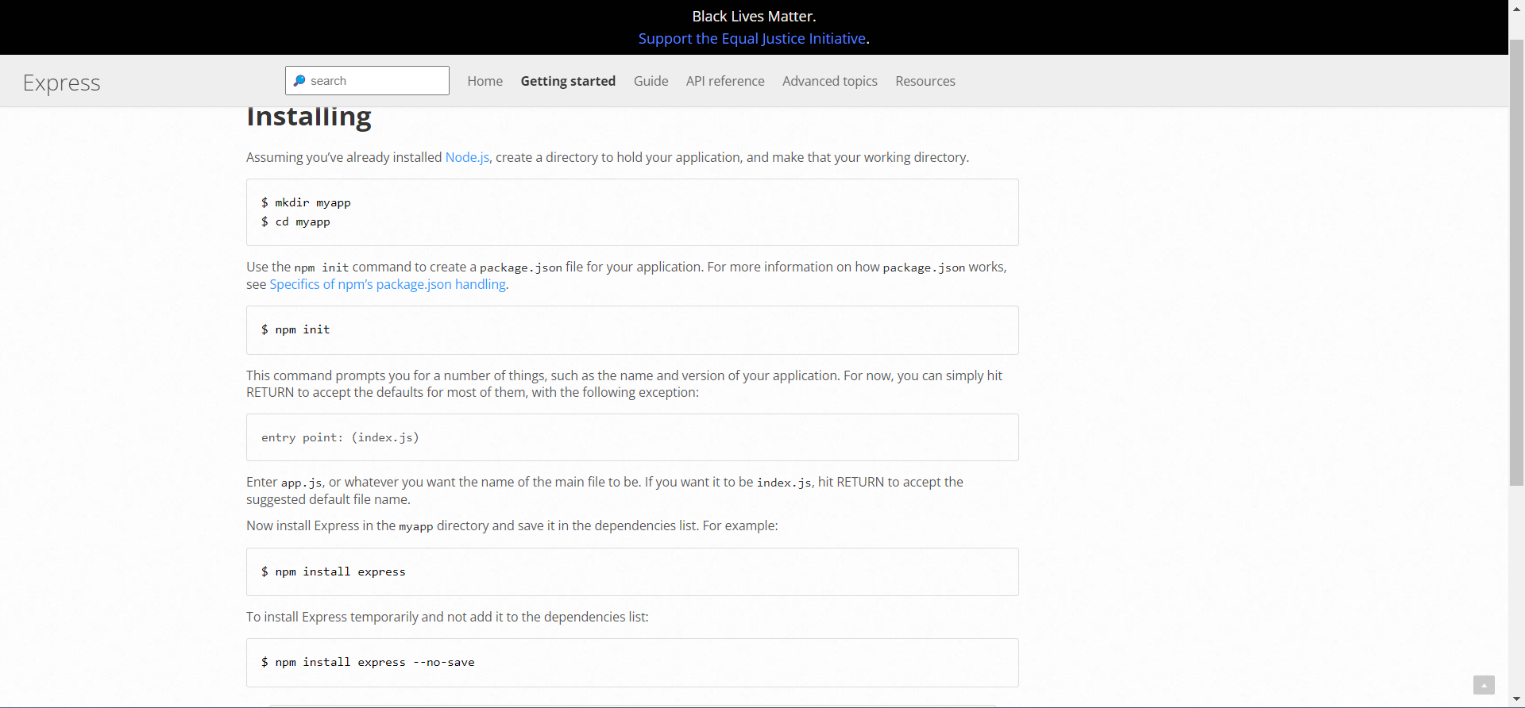 Black Lives Matter.
Support the Equal Justice Initiative.
Express
search
Home Getting started Guide API reference Advanced topics Resources
Installing
Assuming you’ve already installed Node.js, create a directory to hold your application, and make that your working directory.
$ mkdir myapp
$ cd myapp
Use the npm init command to create a package.json file for your application. For more information on how package.json works,
see Specifics of npm’s package.json handling.
$ npm init
This command prompts you for a number of things, such as the name and version of your application. For now, you can simply hit
RETURN to accept the defaults for most of them, with the following exception:
entry point: (index.js)
Enter app.js, or whatever you want the name of the main file to be. If you want it to be index.js, hit RETURN to accept the
suggested default file name.
Now install Express in the myapp directory and save it in the dependencies list. For example:
$ npm install express
To install Express temporarily and not add it to the dependencies list:
$ npm install express --no-save